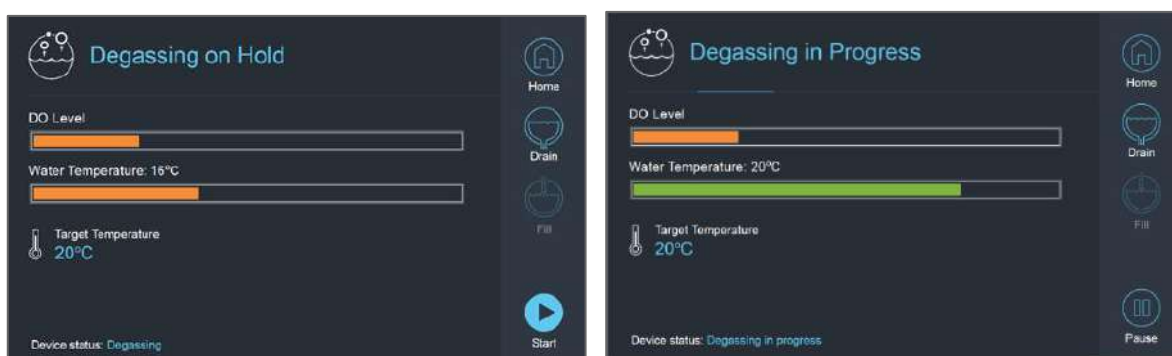 Degassing on Hold
Home
DO Level
Drain
Water Temperature: 16°C
Fill
Target Temperature
20°C
Start
Device status: Degassing
Degassing in Progress
Home
DO Level
Drain
Water Temperature: 20°C
Fill
Target Temperature
20°C
Pause
Device status: Degassing in progress